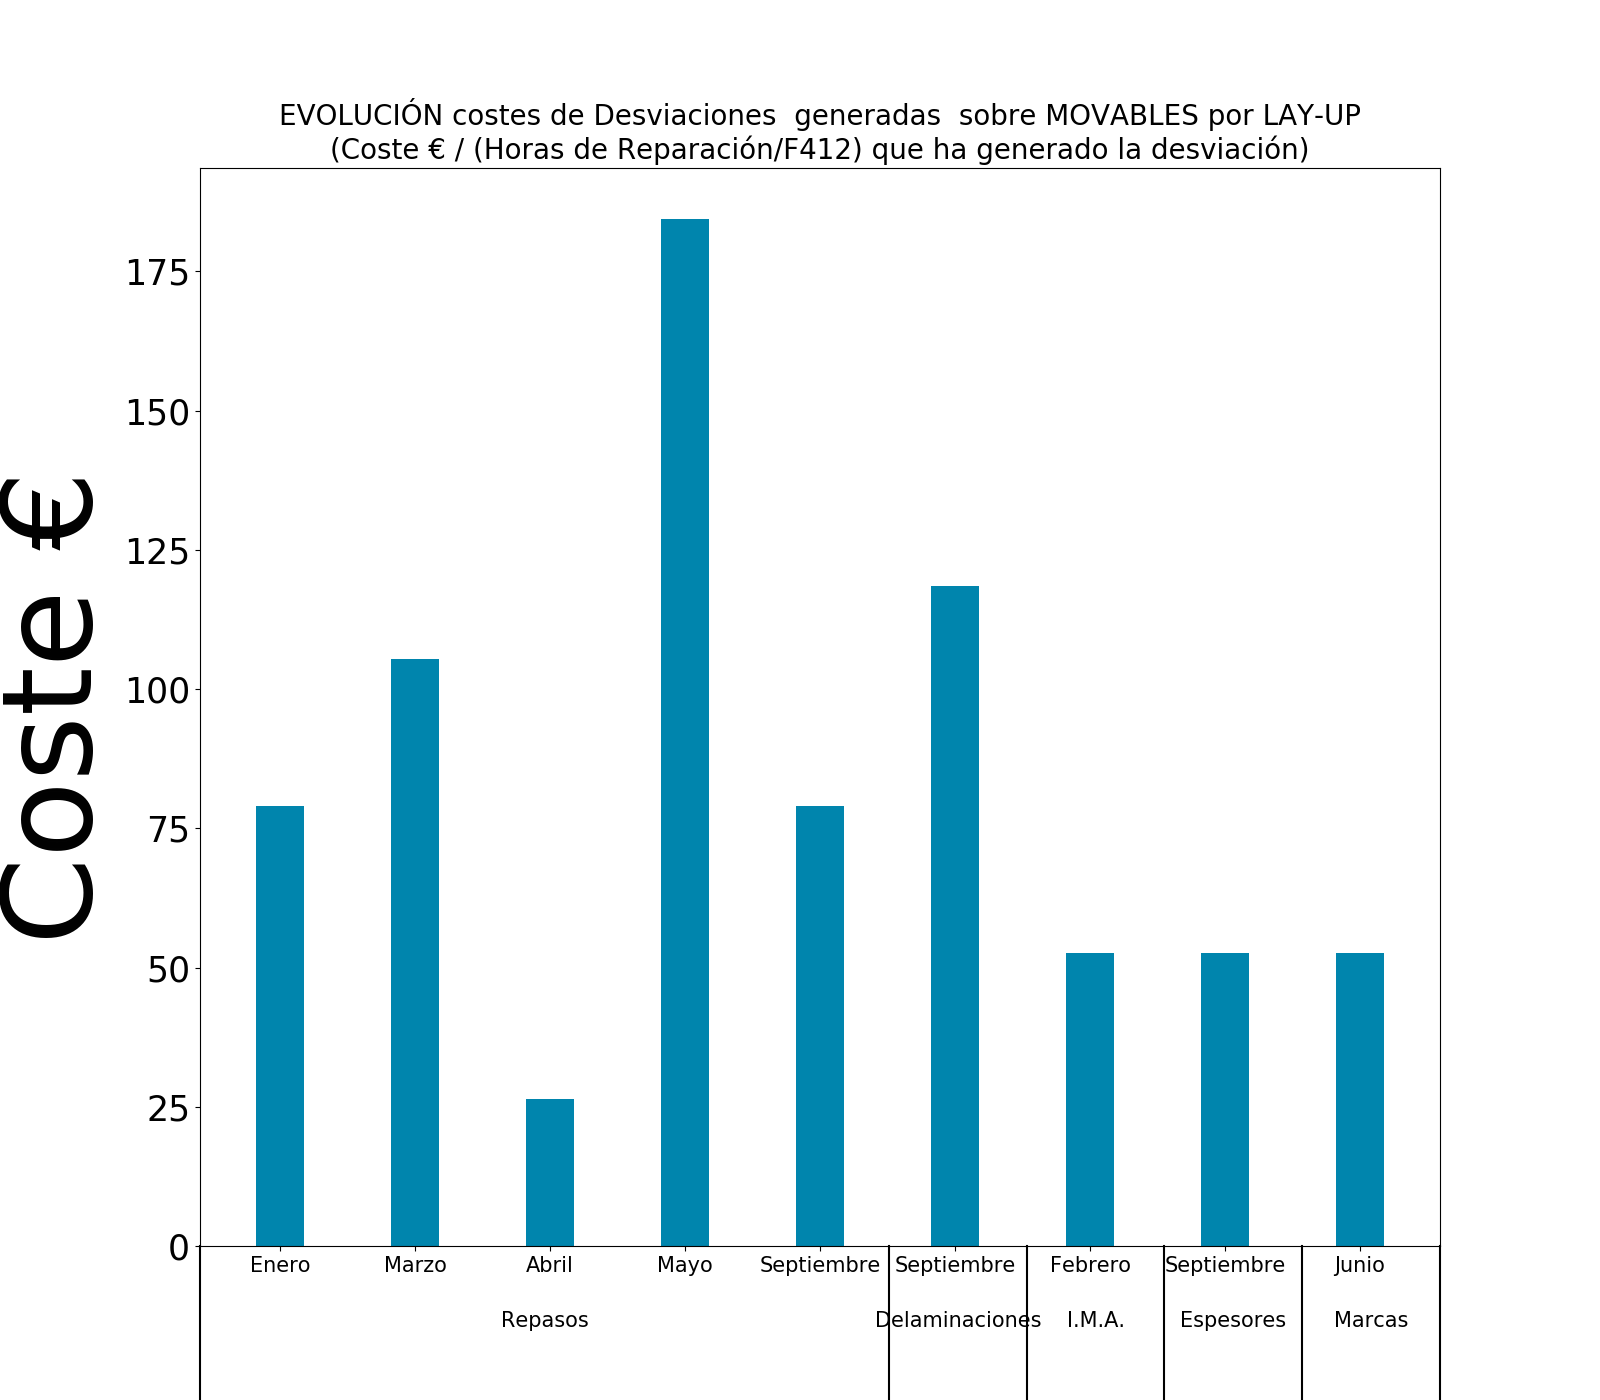 EVOLUCIÓN costes de Desviaciones  generadas  sobre MOVABLES por LAY-UP
(Coste € / (Horas de Reparación/F412) que ha generado la desviación)
Coste €
175
150
125
100
75
50
25
0
Enero Marzo Abril Mayo Septiembre Septiembre Febrero Septiembre Junio
Repasos Delaminaciones I.M.A. Espesores Marcas